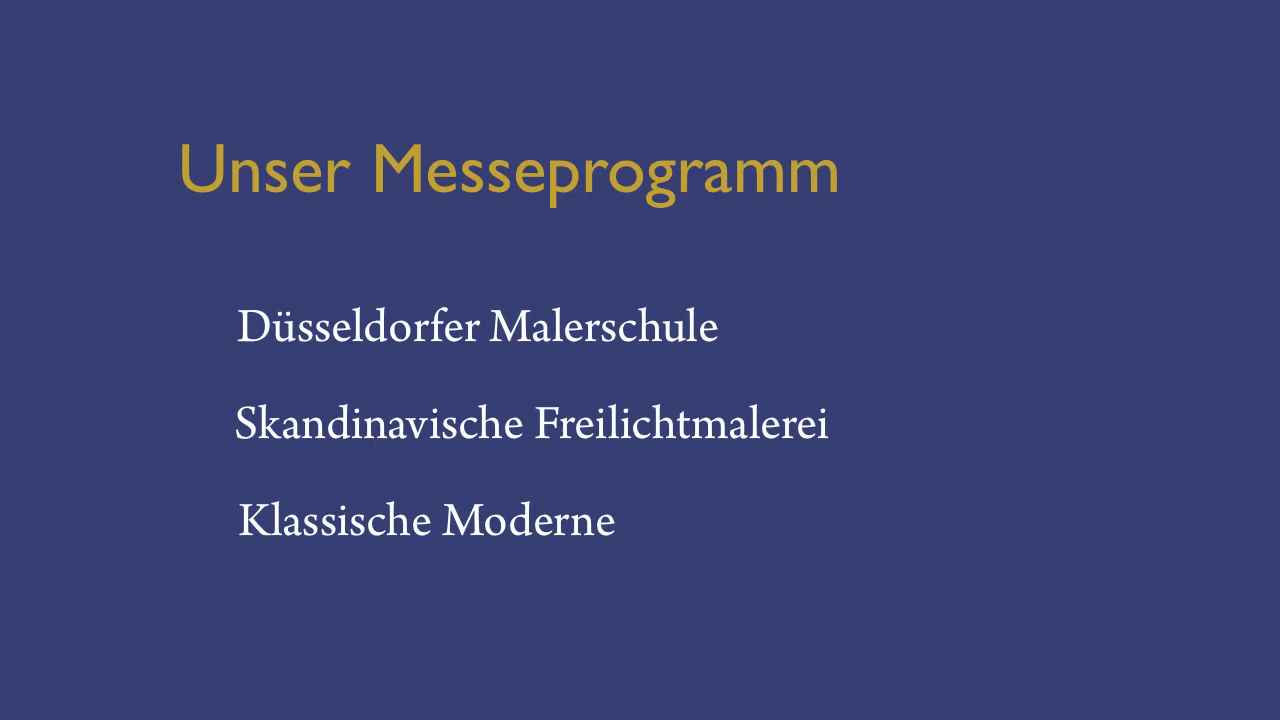 Unser Messeprogramm
Düsseldorfer Malerschule
Skandinavische Freilichtmalerei
Klassische Moderne